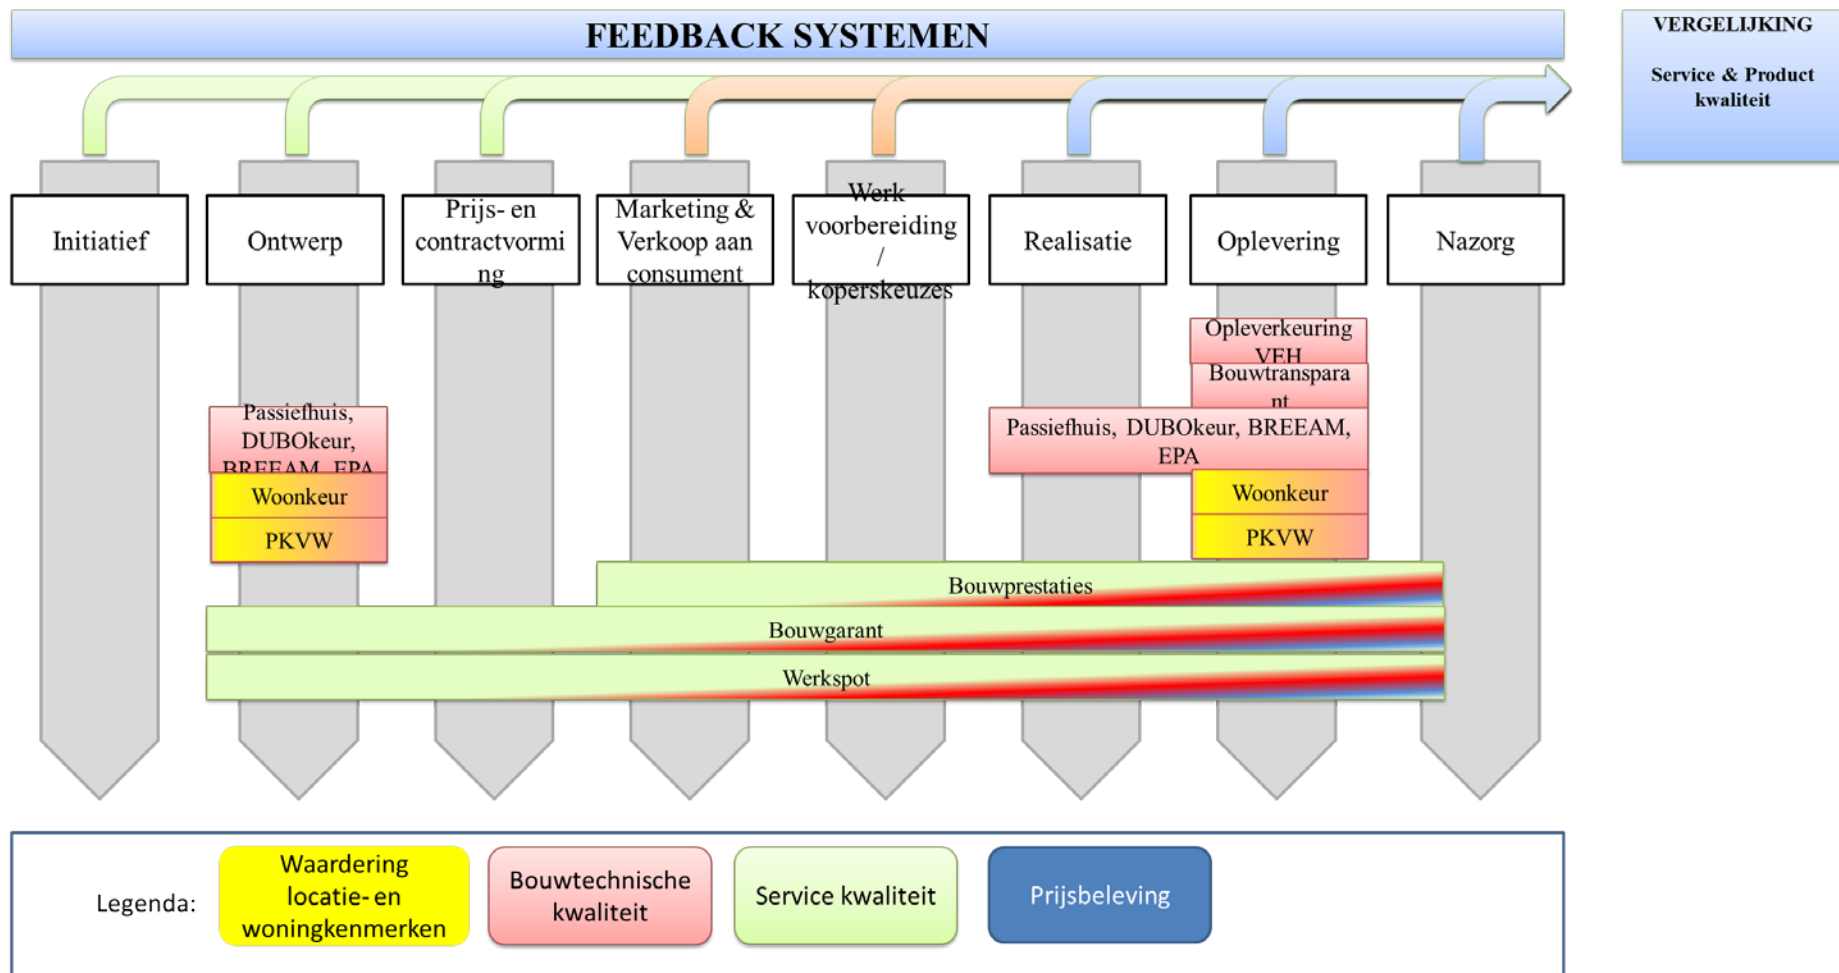 FEEDBACK SYSTEMEN
VERGELIJKING
Service & Product
kwaliteit
Initiatief
Ontwerp
Prijs- en
contractvormi
ng
Marketing &
Verkoop aan
consument
Werk
voorbereiding
/
koperskeuzes
Realisatie
Oplevering
Nazorg
Opleverkeuring
VEH
Bouwtranspara
nt
Passiefhuis,
DUBOkeur,
BREEAM, EPA
Passiefhuis, DUBOkeur, BREEAM,
EPA
Woonkeur
Woonkeur
PKVW
PKVW
Bouwprestaties
Bouwgarant
Werkspot
Legenda:
Waardering
locatie- en
woningkenmerken
Bouwtechnische
kwaliteit
Service kwaliteit
Prijsbeleving